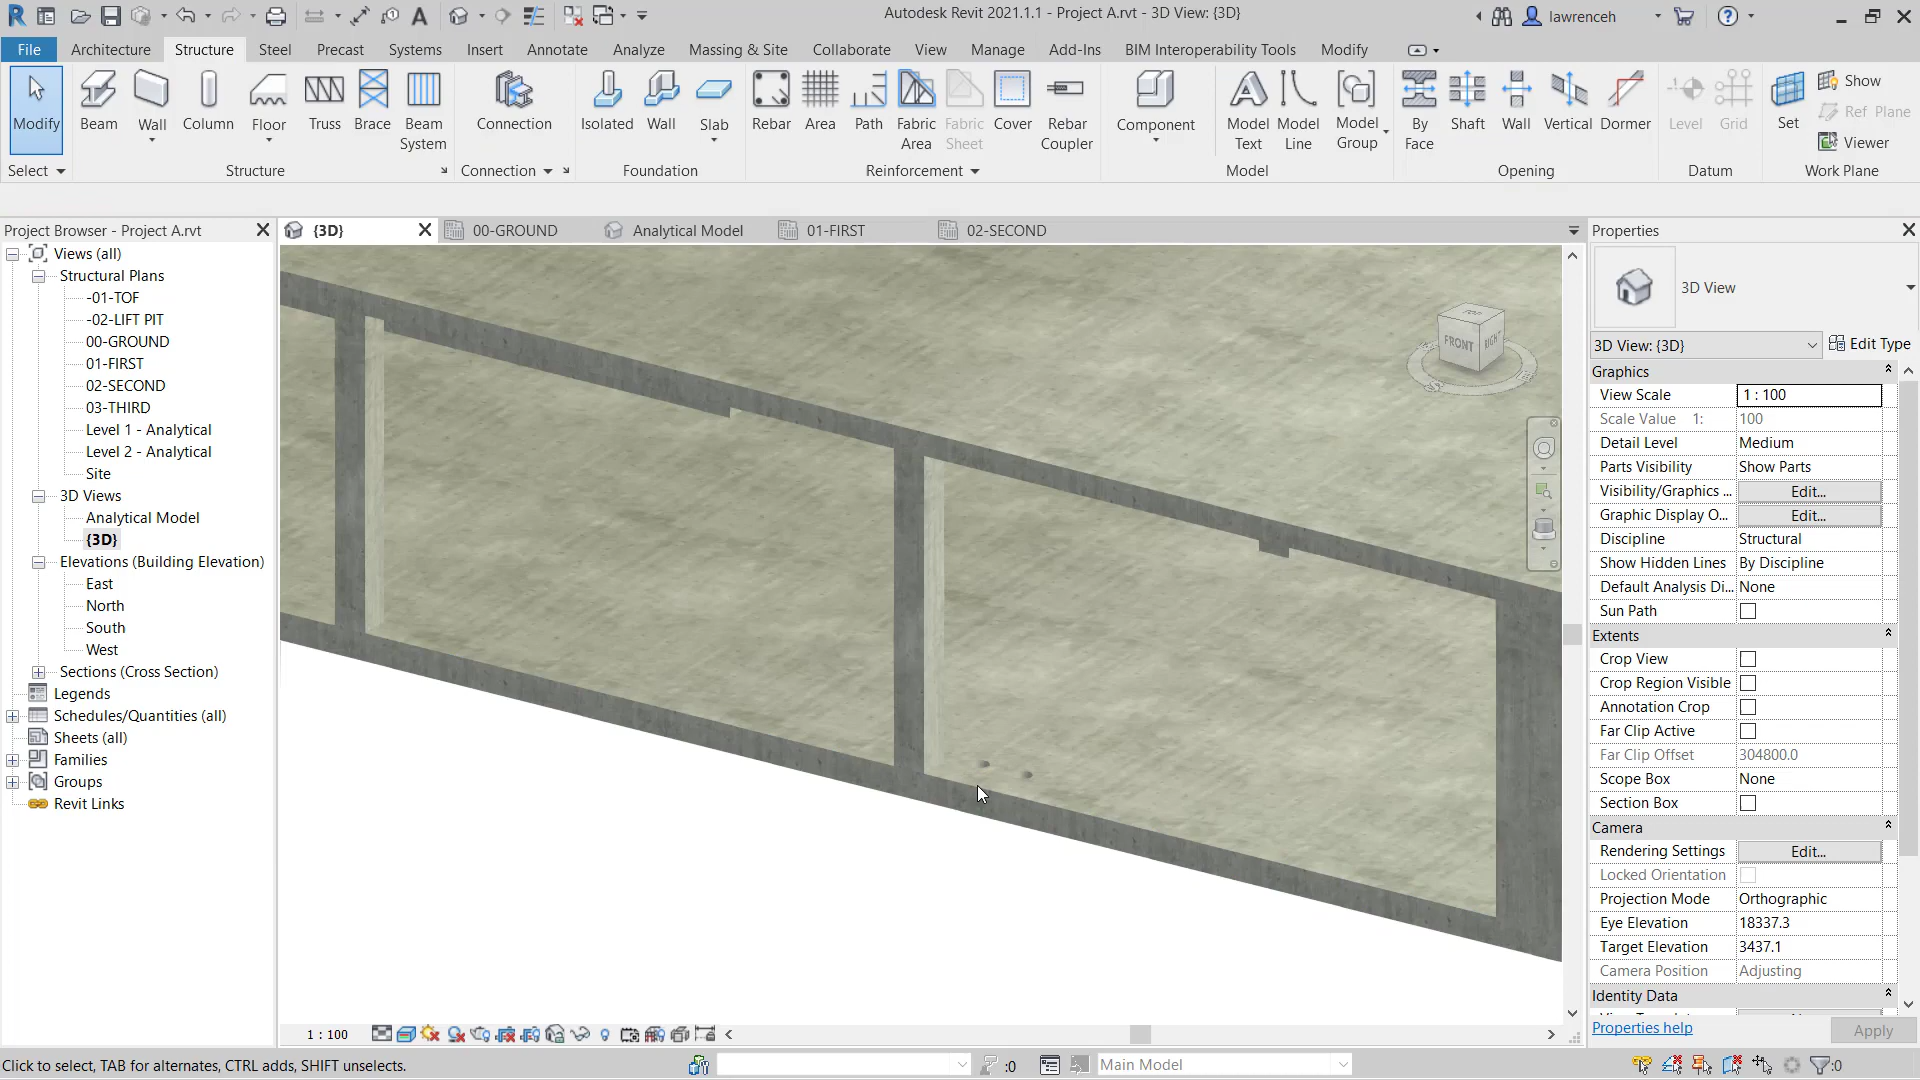 Autodesk Revit 2021.1.1 - Project A.rvt - 3D View: {3D}
lawrenceh
File Architecture Structure Steel Precast Systems Insert Annotate Analyze Massing & Site Collaborate View Manage Add-Ins BIM Interoperability Tools Modify
Modify Beam Wall Column Floor Truss Brace Beam System Connection Isolated Wall Slab Rebar Area Path Fabric Area Fabric Sheet Cover Rebar Coupler Component Model Text Model Line Model Group By Face Shaft Wall Vertical Dormer Level Grid Set Show Ref Plane Viewer
Select Structure Connection Foundation Reinforcement Model Opening Datum Work Plane
Project Browser - Project A.rvt
{3D} 00-GROUND Analytical Model 01-FIRST 02-SECOND
Views (all)
Structural Plans
-01-TOF
-02-LIFT PIT
00-GROUND
01-FIRST
02-SECOND
03-THIRD
Level 1 - Analytical
Level 2 - Analytical
Site
3D Views
Analytical Model
{3D}
Elevations (Building Elevation)
East
North
South
West
Sections (Cross Section)
Legends
Schedules/Quantities (all)
Sheets (all)
Families
Groups
Revit Links
TOP
FRONT
Properties
3D View
3D View: {3D} Edit Type
Graphics
View Scale 1 : 100
Scale Value 1: 100
Detail Level Medium
Parts Visibility Show Parts
Visibility/Graphics ... Edit...
Graphic Display O... Edit...
Discipline Structural
Show Hidden Lines By Discipline
Default Analysis Di... None
Sun Path
Extents
Crop View
Crop Region Visible
Annotation Crop
Far Clip Active
Far Clip Offset 304800.0
Scope Box None
Section Box
Camera
Rendering Settings Edit...
Locked Orientation
Projection Mode Orthographic
Eye Elevation 18337.3
Target Elevation 3437.1
Camera Position Adjusting
Identity Data
Properties help Apply
1 : 100
Click to select, TAB for alternates, CTRL adds, SHIFT unselects.
:0 Main Model :0